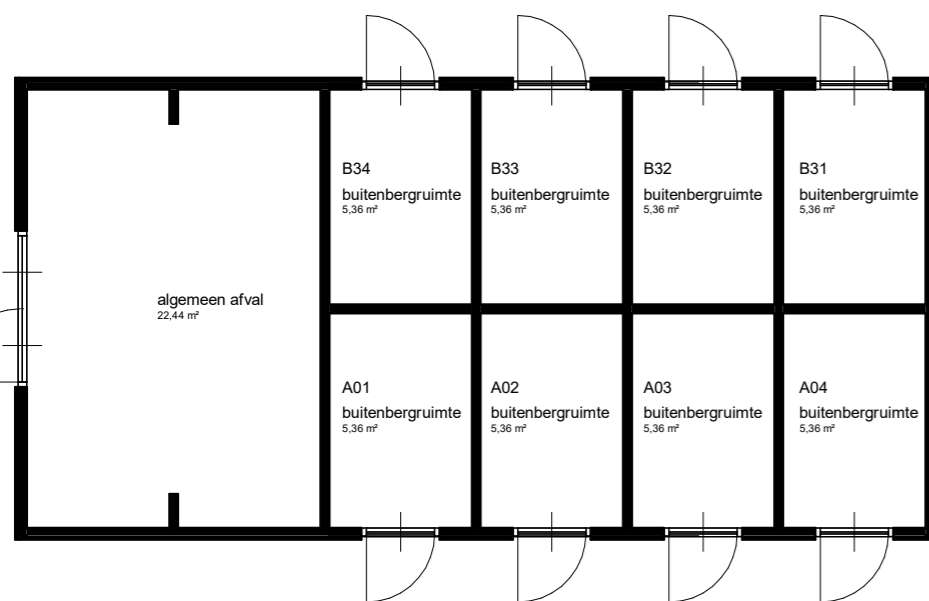 B34
buitenbergruimte
5,36 m²
B33
buitenbergruimte
5,36 m²
B32
buitenbergruimte
5,36 m²
B31
buitenbergruimte
5,36 m²
algemeen afval
22,44 m²
A01
buitenbergruimte
5,36 m²
A02
buitenbergruimte
5,36 m²
A03
buitenbergruimte
5,36 m²
A04
buitenbergruimte
5,36 m²